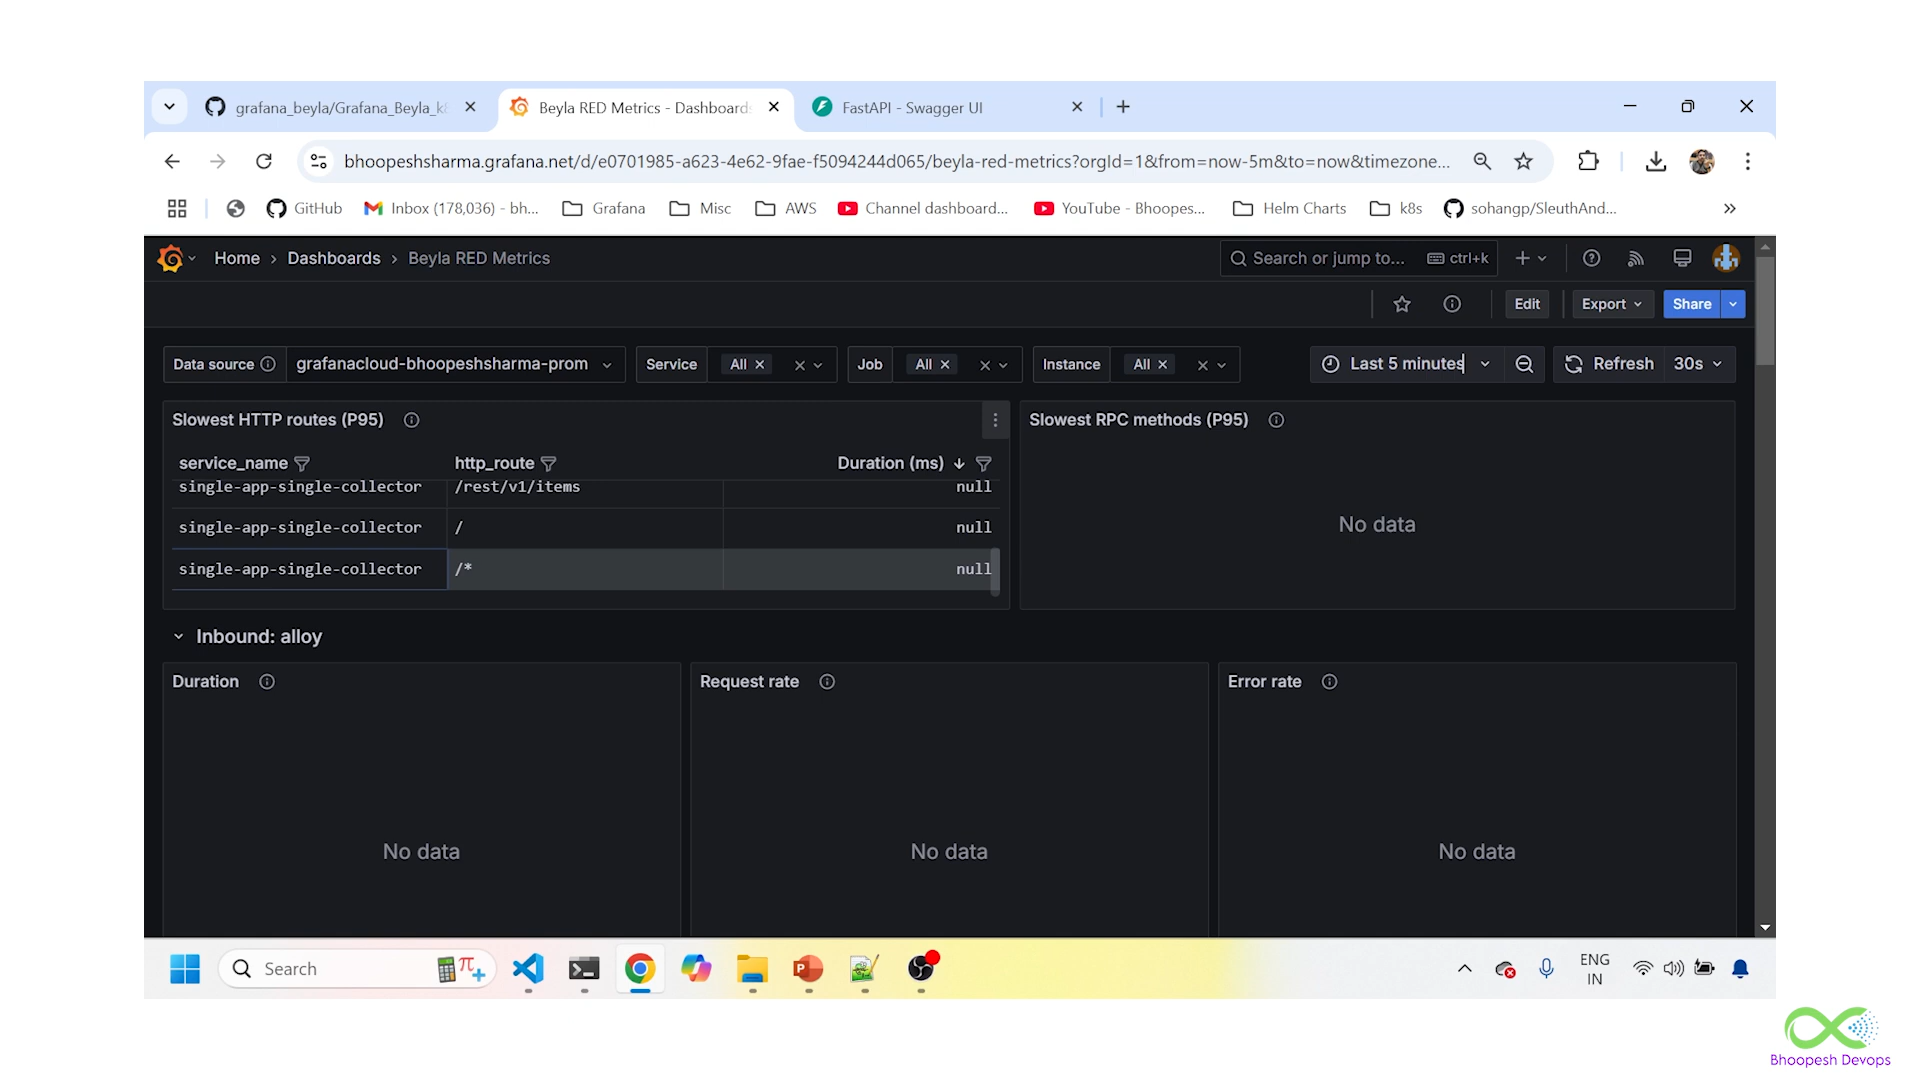 grafana_beyla/Grafana_Beyla_k8
Beyla RED Metrics - Dashboards
FastAPI - Swagger UI
bhoopeshsharma.grafana.net/d/e0701985-a623-4e62-9fae-f5094244d065/beyla-red-metrics?orgId=1&from=now-5m&to=now&timezone...
GitHub
Inbox (178,036) - bh...
Grafana
Misc
AWS
Channel dashboard...
YouTube - Bhoopes...
Helm Charts
k8s
sohangp/SleuthAnd...
Home › Dashboards › Beyla RED Metrics
Search or jump to...
ctrl+k
Edit
Export
Share
Data source
grafanacloud-bhoopeshsharma-prom
Service
All
Job
All
Instance
All
Last 5 minutes
Refresh
30s
Slowest HTTP routes (P95)
service_name
http_route
Duration (ms)
single-app-single-collector
/rest/v1/items
null
single-app-single-collector
/
null
single-app-single-collector
/*
null
Slowest RPC methods (P95)
No data
Inbound: alloy
Duration
No data
Request rate
No data
Error rate
No data
Search
ENG
IN
Bhoopesh Devops